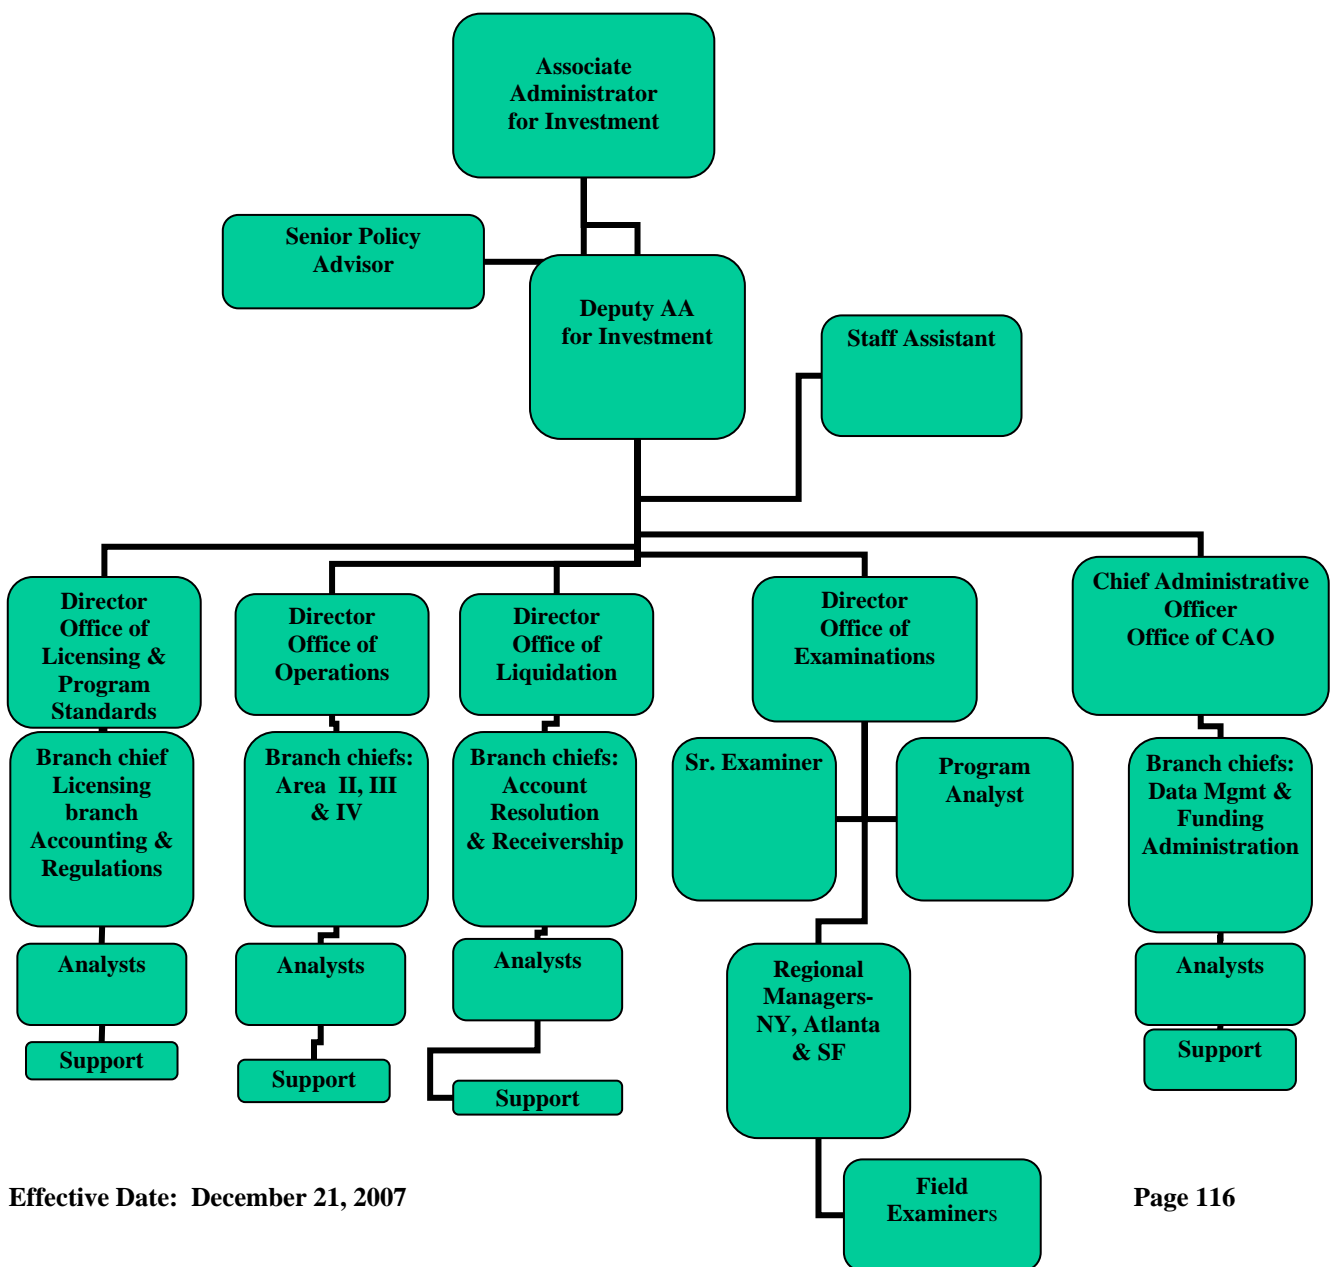 Associate
Administrator
for Investment
Senior Policy
Advisor
Deputy AA
for Investment
Staff Assistant
Director
Office of
Licensing &
Program
Standards
Director
Office of
Operations
Director
Office of
Liquidation
Director
Office of
Examinations
Chief Administrative
Officer
Office of CAO
Branch chief
Licensing
branch
Accounting &
Regulations
Branch chiefs:
Area II, III
& IV
Branch chiefs:
Account
Resolution
& Receivership
Sr. Examiner
Program
Analyst
Branch chiefs:
Data Mgmt &
Funding
Administration
Analysts
Analysts
Analysts
Regional
Managers-
NY, Atlanta
& SF
Analysts
Support
Support
Support
Support
Field
Examiners
Effective Date: December 21, 2007
Page 116